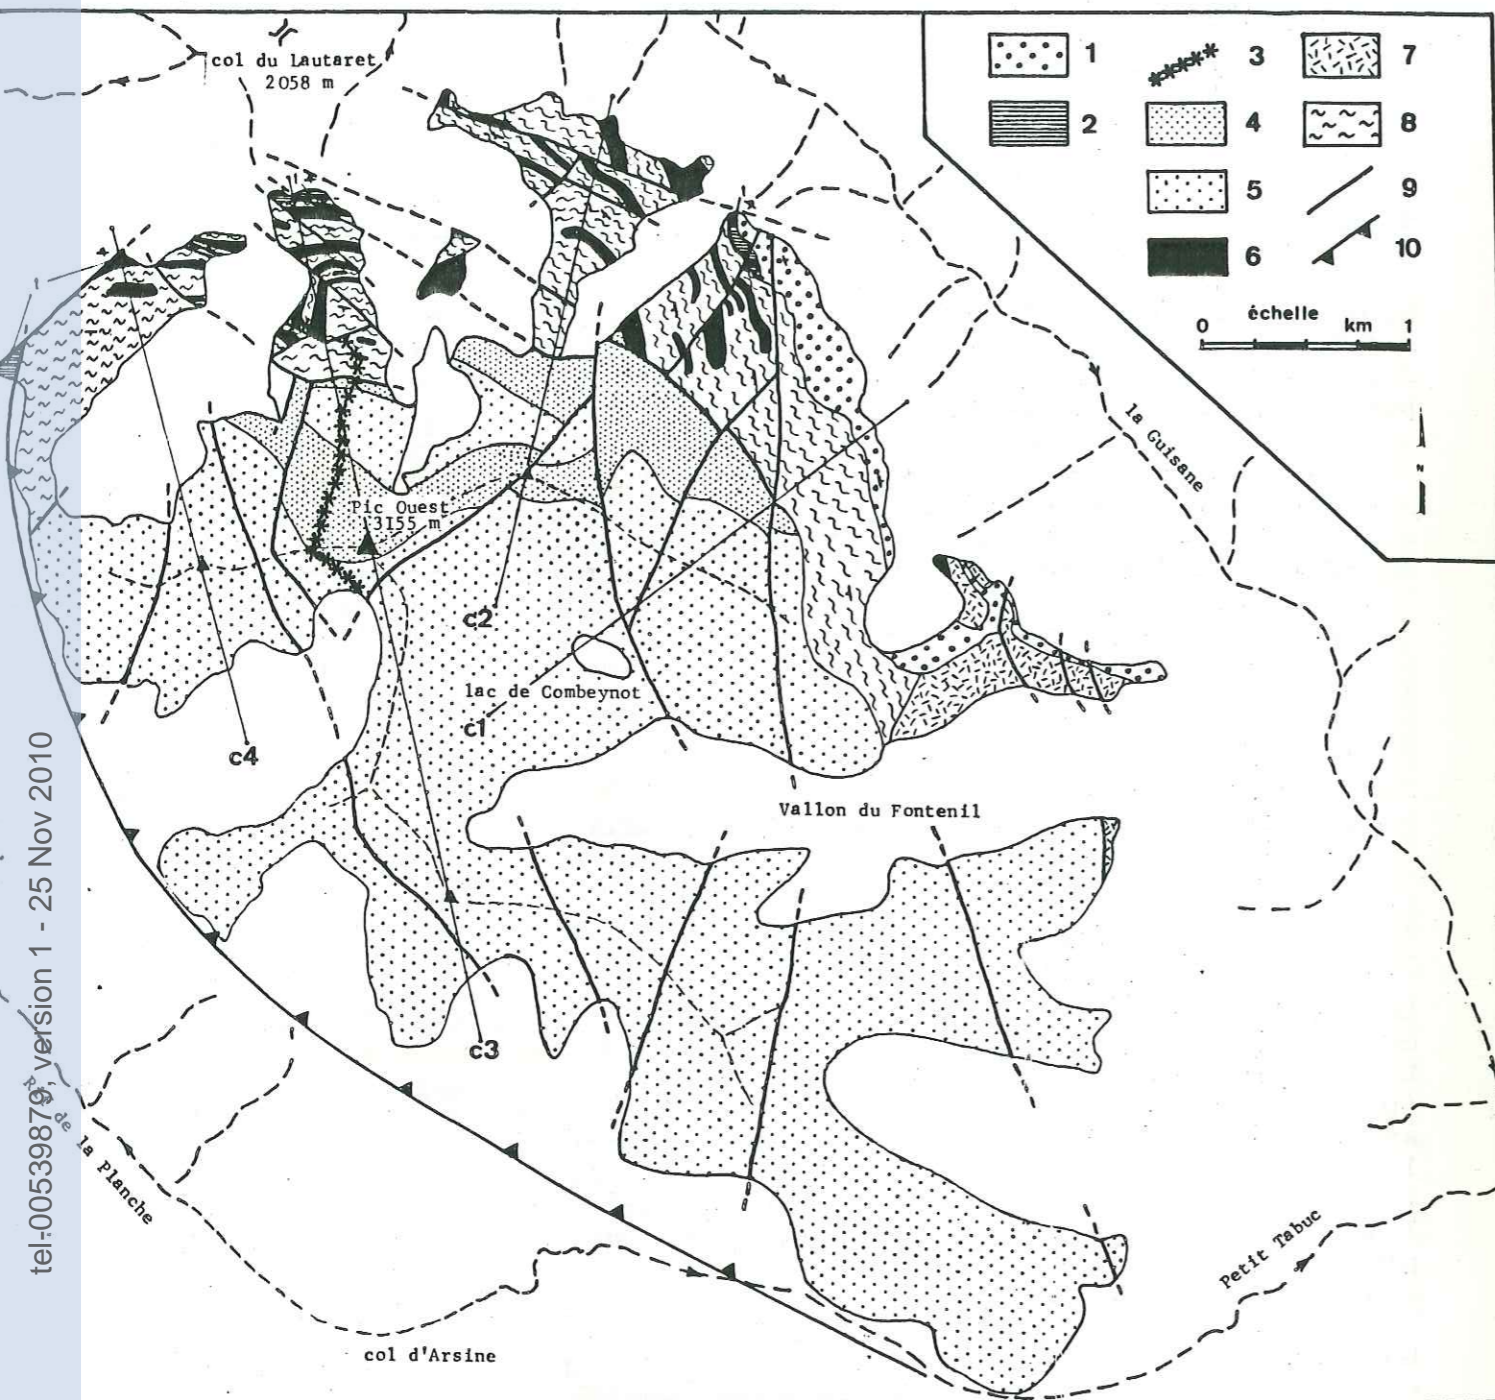 col du Lautaret
2058 m
1
2
3
4
5
6
7
8
9
10
échelle
0 km 1
N
la Guisane
Pic Ouest
3155 m
c2
lac de Combeynot
c1
c4
Vallon du Fontenil
c3
de la Planche
col d'Arsine
Petit Tabuc
tel-00539879, version 1 - 25 Nov 2010